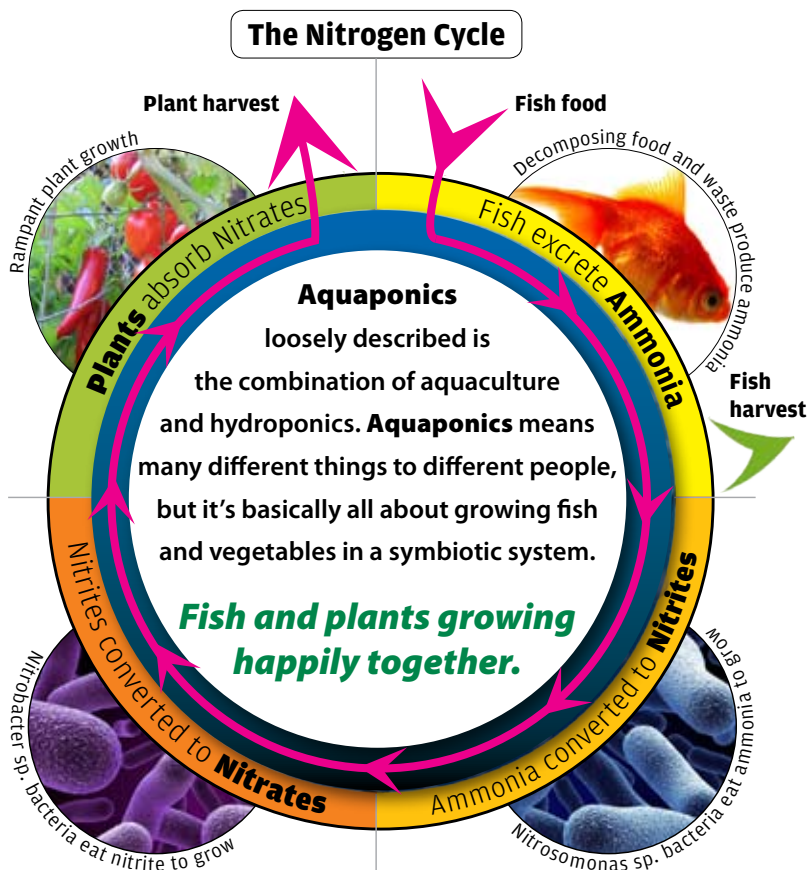 The Nitrogen Cycle
Plant harvest
Fish food
Rampant plant growth
Decomposing food and waste produce ammonia
Plants absorb Nitrates
Fish excrete Ammonia
Fish
harvest
Aquaponics
loosely described is
the combination of aquaculture
and hydroponics. Aquaponics means
many different things to different people,
but it's basically all about growing fish
and vegetables in a symbiotic system.
Fish and plants growing
happily together.
Nitrites converted to Nitrates
Ammonia converted to Nitrites
Nitrobacter sp. bacteria eat nitrite to grow
Nitrosomonas sp. bacteria eat ammonia to grow